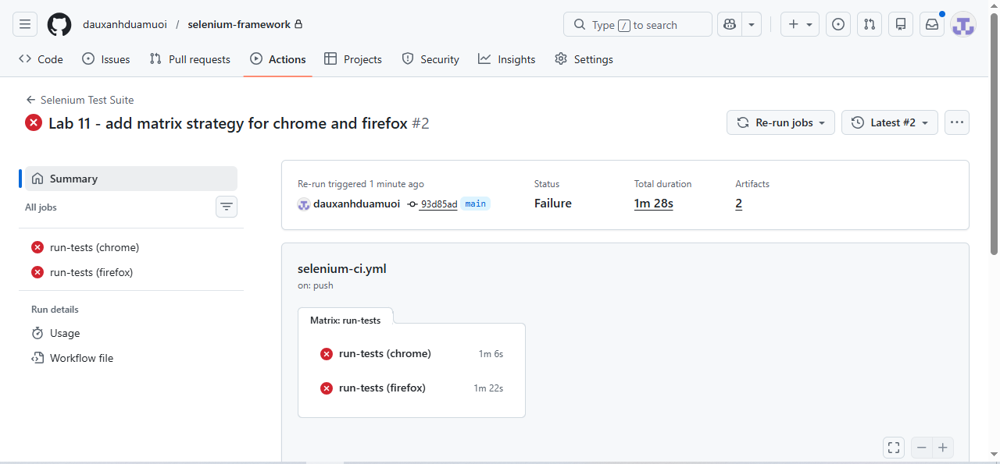 dauxanhduamuoi / selenium-framework
Type / to search
Code
Issues
Pull requests
Actions
Projects
Security
Insights
Settings
Selenium Test Suite
Lab 11 - add matrix strategy for chrome and firefox #2
Re-run jobs
Latest #2
Summary
All jobs
run-tests (chrome)
run-tests (firefox)
Run details
Usage
Workflow file
Re-run triggered 1 minute ago
dauxanhduamuoi 93d85ad main
Status
Failure
Total duration
1m 28s
Artifacts
2
selenium-ci.yml
on: push
Matrix: run-tests
run-tests (chrome) 1m 6s
run-tests (firefox) 1m 22s